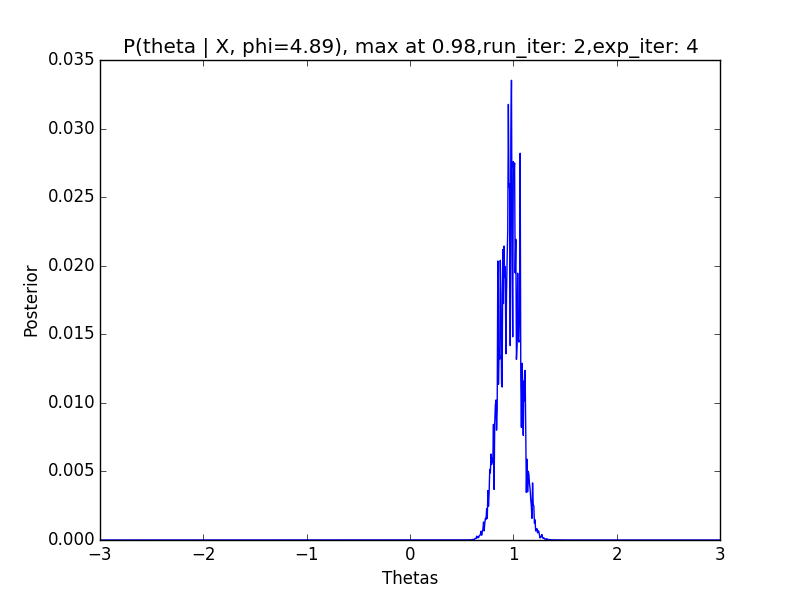 P(theta | X, phi=4.89), max at 0.98,run_iter: 2,exp_iter: 4
0.035
0.030
0.025
0.020
0.015
0.010
0.005
0.000
Posterior
−3 −2 −1 0 1 2 3
Thetas